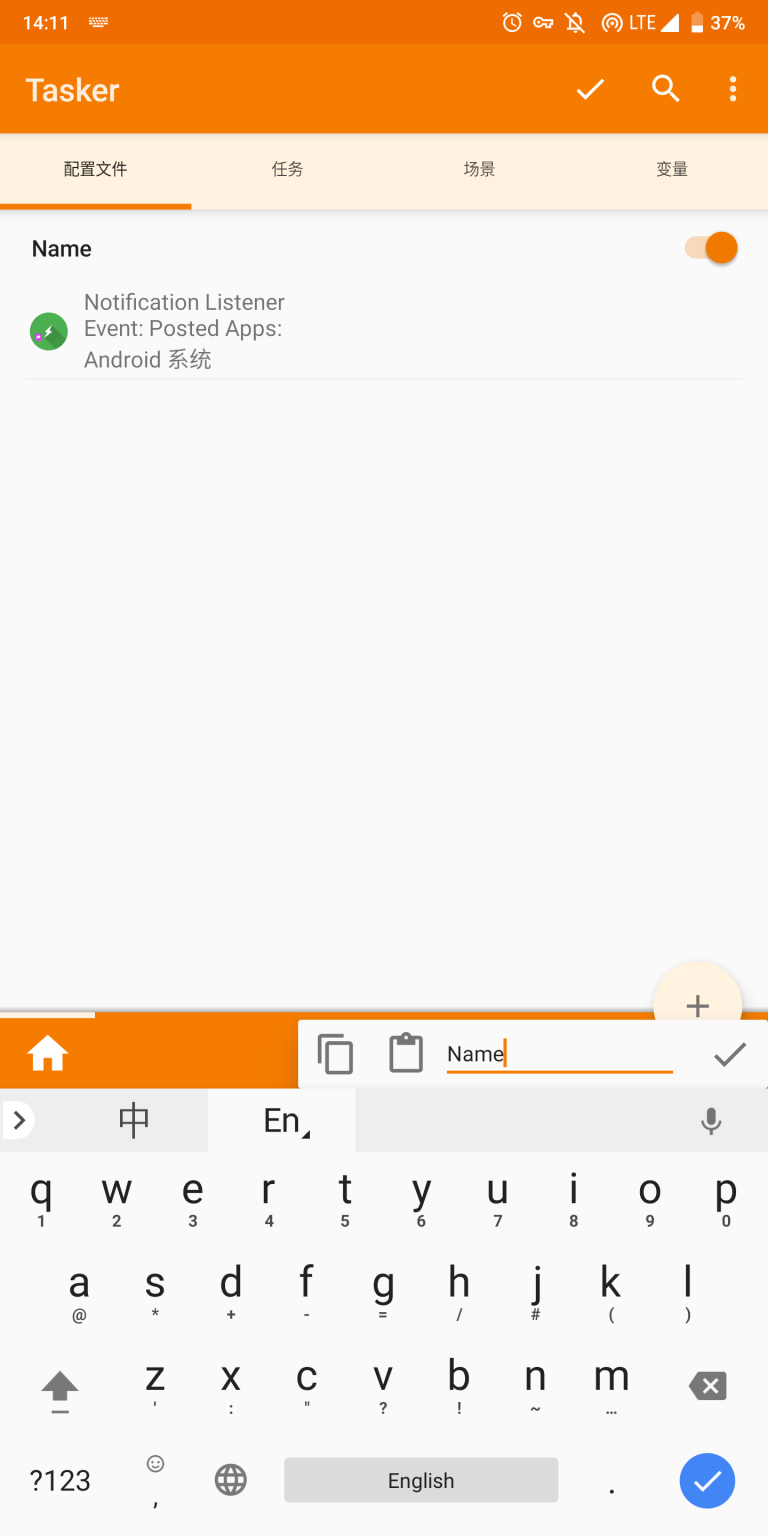 14:11 LTE 37%
Tasker
配置文件 任务 场景 变量
Name
Notification Listener
Event: Posted Apps:
Android 系统
Name
中 En
q w e r t y u i o p
1 2 3 4 5 6 7 8 9 0
a s d f g h j k l
@ * + - = / # ( )
z x c v b n m
' : " ? ! ~ …
?123 , English .